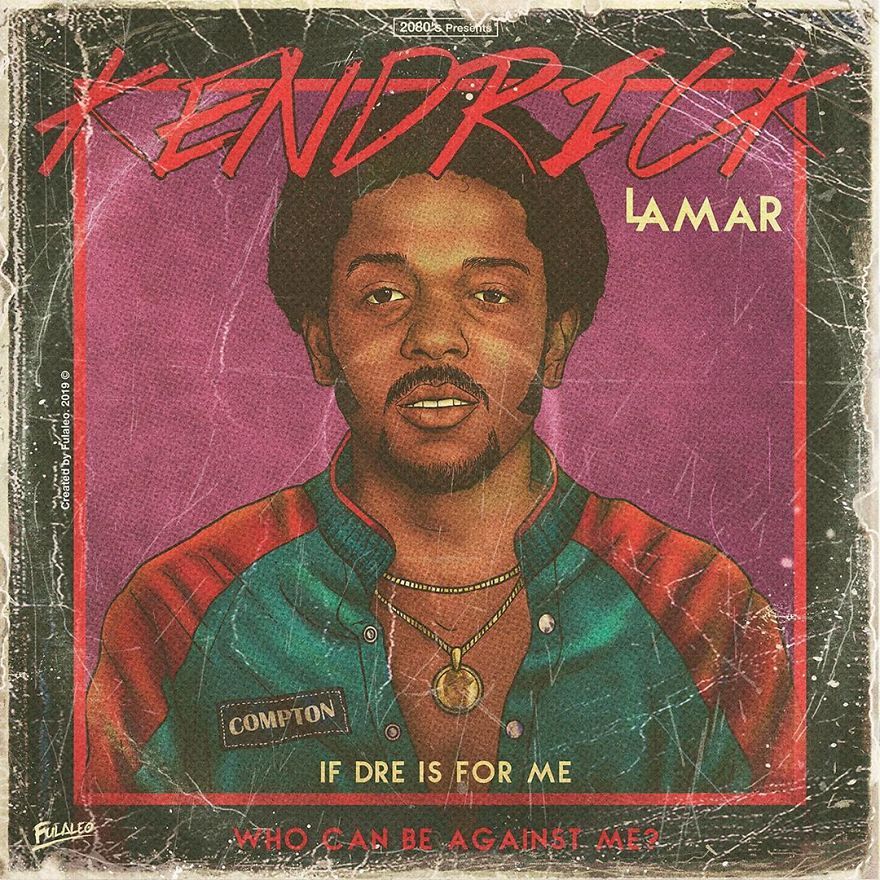 2080's Presents
KENDRICK
LAMAR
Created by Fulaleo. 2019 ©
COMPTON
IF DRE IS FOR ME
FULALEO
WHO CAN BE AGAINST ME?